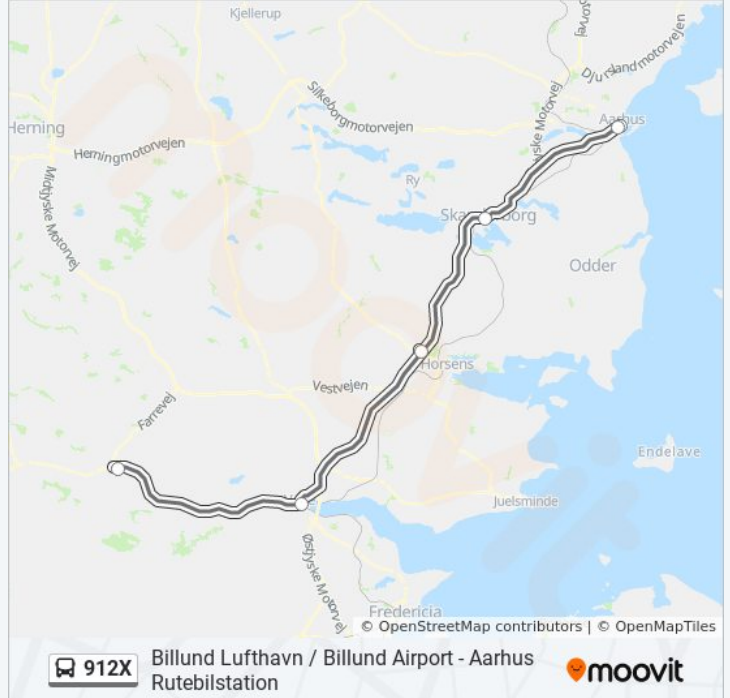 Kjellerup
Djurslandmotorvejen
Silkeborgmotorvejen
Aarhus
Herning
Herningmotorvejen
Ry
Midtjyske Motorvej
Odder
Horsens
Vestvejen
Farrevej
Endelave
Juelsminde
Østjyske Motorvej
Fredericia
© OpenStreetMap contributors | © OpenMapTiles
912X
Billund Lufthavn / Billund Airport - Aarhus
Rutebilstation
moovit